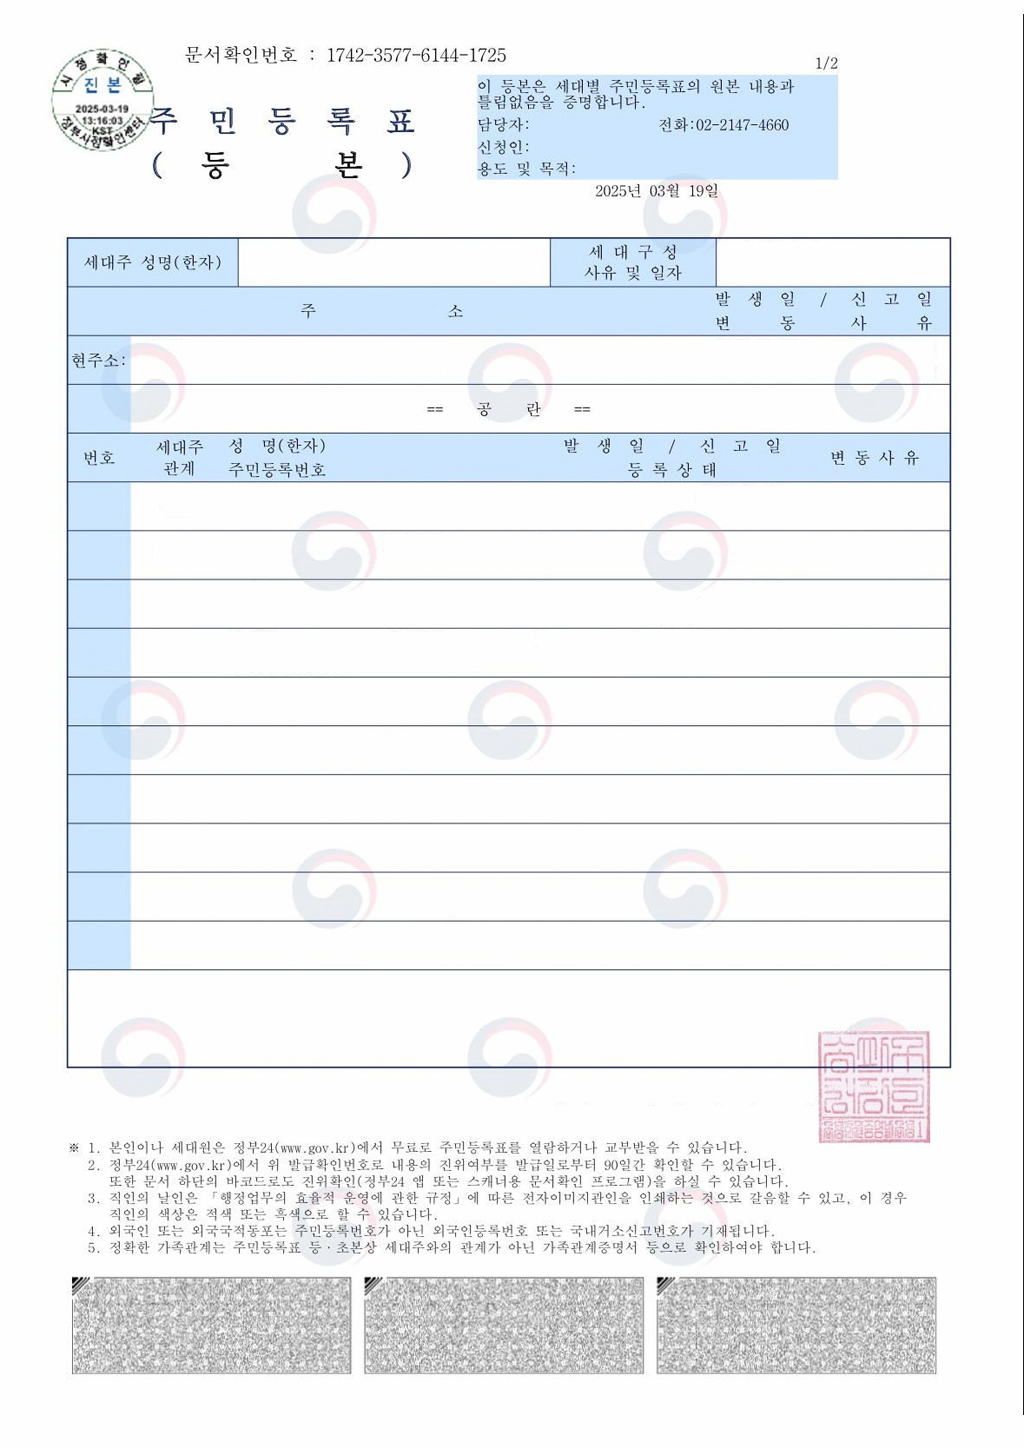 문서확인번호 : 1742-3577-6144-1725
1/2
시점확인필
진본
2025-03-19
13:16:03
KST
정부시점확인센터
주 민 등 록 표
( 등 본 )
이 등본은 세대별 주민등록표의 원본 내용과
틀림없음을 증명합니다.
담당자: 전화:02-2147-4660
신청인:
용도 및 목적:
2025년 03월 19일
세대주 성명(한자)
세 대 구 성
사유 및 일자
주 소
발 생 일 / 신 고 일
변 동 사 유
현주소:
== 공 란 ==
번호
세대주
관계
성 명(한자)
주민등록번호
발 생 일 / 신 고 일
등 록 상 태
변 동 사 유
※ 1. 본인이나 세대원은 정부24(www.gov.kr)에서 무료로 주민등록표를 열람하거나 교부받을 수 있습니다.
2. 정부24(www.gov.kr)에서 위 발급확인번호로 내용의 진위여부를 발급일로부터 90일간 확인할 수 있습니다.
또한 문서 하단의 바코드로도 진위확인(정부24 앱 또는 스캐너용 문서확인 프로그램)을 하실 수 있습니다.
3. 직인의 날인은 「행정업무의 효율적 운영에 관한 규정」에 따른 전자이미지관인을 인쇄하는 것으로 갈음할 수 있고, 이 경우
직인의 색상은 적색 또는 흑색으로 할 수 있습니다.
4. 외국인 또는 외국국적동포는 주민등록번호가 아닌 외국인등록번호 또는 국내거소신고번호가 기재됩니다.
5. 정확한 가족관계는 주민등록표 등·초본상 세대주와의 관계가 아닌 가족관계증명서 등으로 확인하여야 합니다.